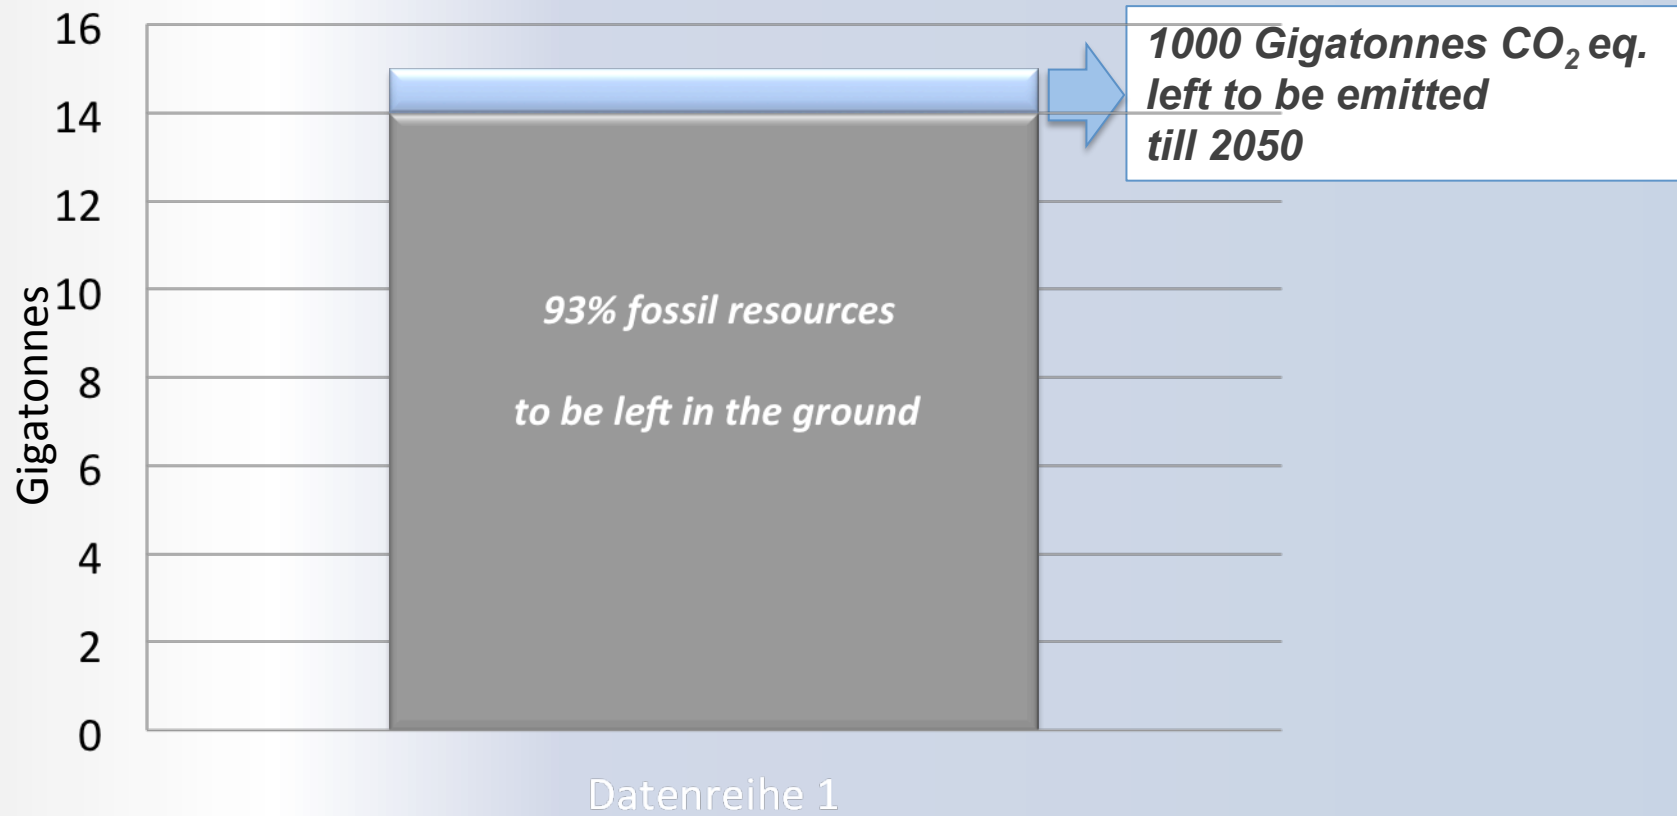 16
1000 Gigatonnes CO₂ eq.
left to be emitted
till 2050
14
12
10
8
6
4
2
0
Gigatonnes
93% fossil resources
to be left in the ground
Datenreihe 1